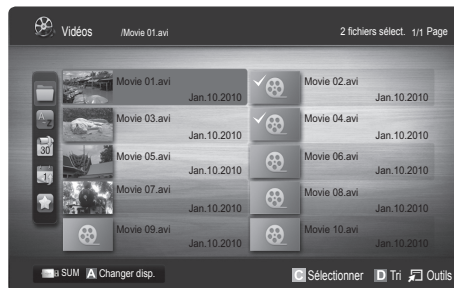 Vidéos /Movie 01.avi 2 fichiers sélect. 1/1 Page
Movie 01.avi Movie 02.avi
Jan.10.2010 Jan.10.2010
Movie 03.avi Movie 04.avi
Jan.10.2010 Jan.10.2010
Movie 05.avi Movie 06.avi
Jan.10.2010 Jan.10.2010
Movie 07.avi Movie 08.avi
Jan.10.2010 Jan.10.2010
Movie 09.avi Movie 10.avi
Jan.10.2010 Jan.10.2010
SUM A Changer disp. C Sélectionner D Tri Outils